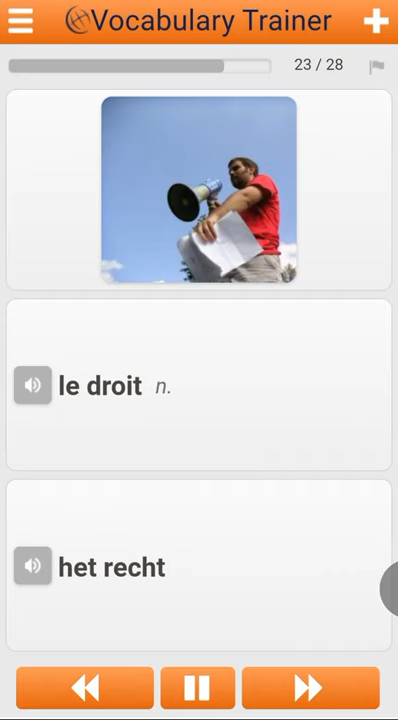 Vocabulary Trainer
23 / 28
le droit n.
het recht